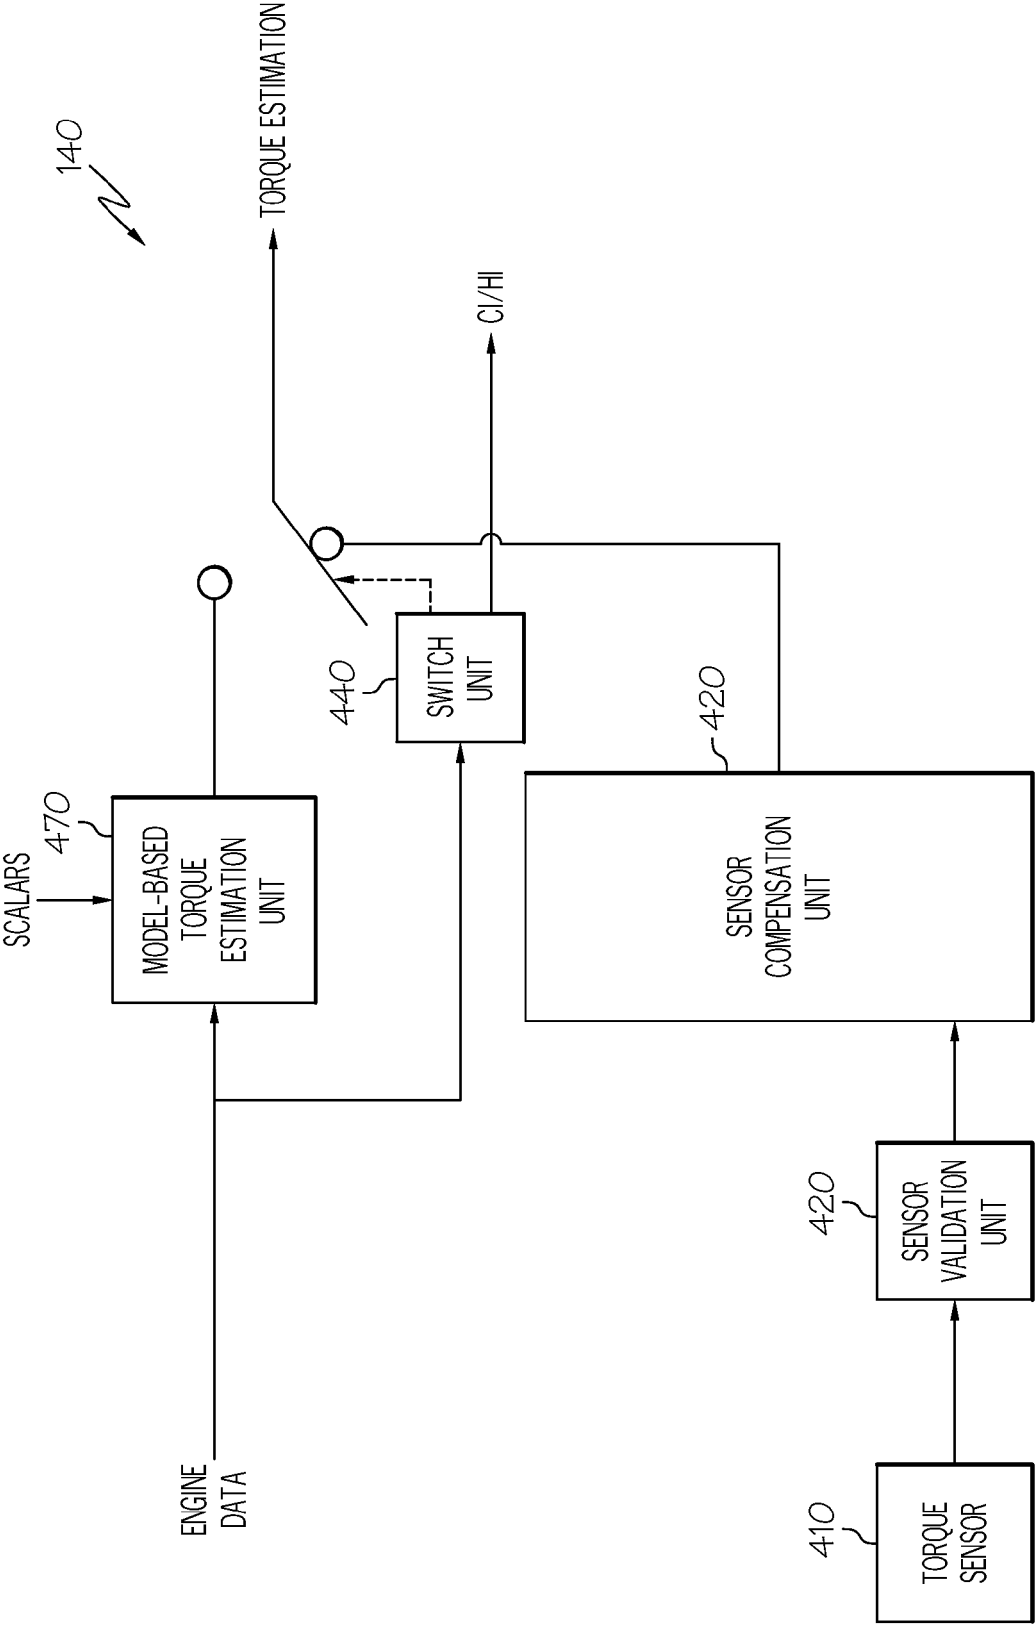 140
SCALARS
470
MODEL-BASED
TORQUE
ESTIMATION
UNIT
TORQUE ESTIMATION
ENGINE
DATA
440
SWITCH
UNIT
CI/HI
420
SENSOR
COMPENSATION
UNIT
420
SENSOR
VALIDATION
UNIT
410
TORQUE
SENSOR